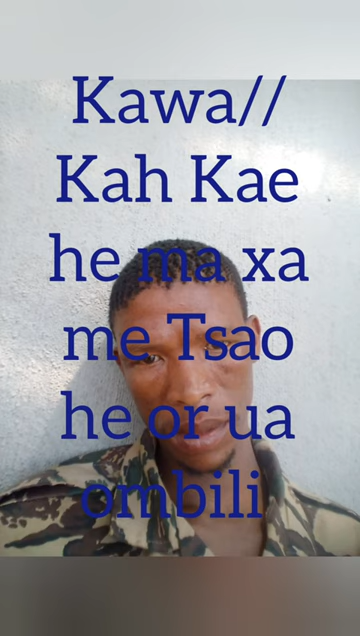 Kawa//
Kah Kae
he ma xa
me Tsao
he or ua
ombili